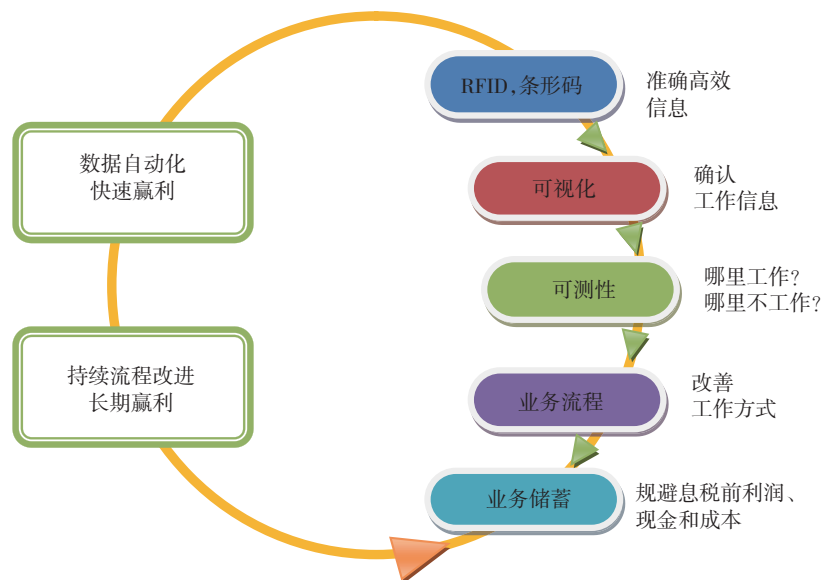 RFID,条形码
准确高效
信息
数据自动化
快速赢利
可视化
确认
工作信息
可测性
哪里工作?
哪里不工作?
持续流程改进
长期赢利
业务流程
改善
工作方式
业务储蓄
规避息税前利润、
现金和成本